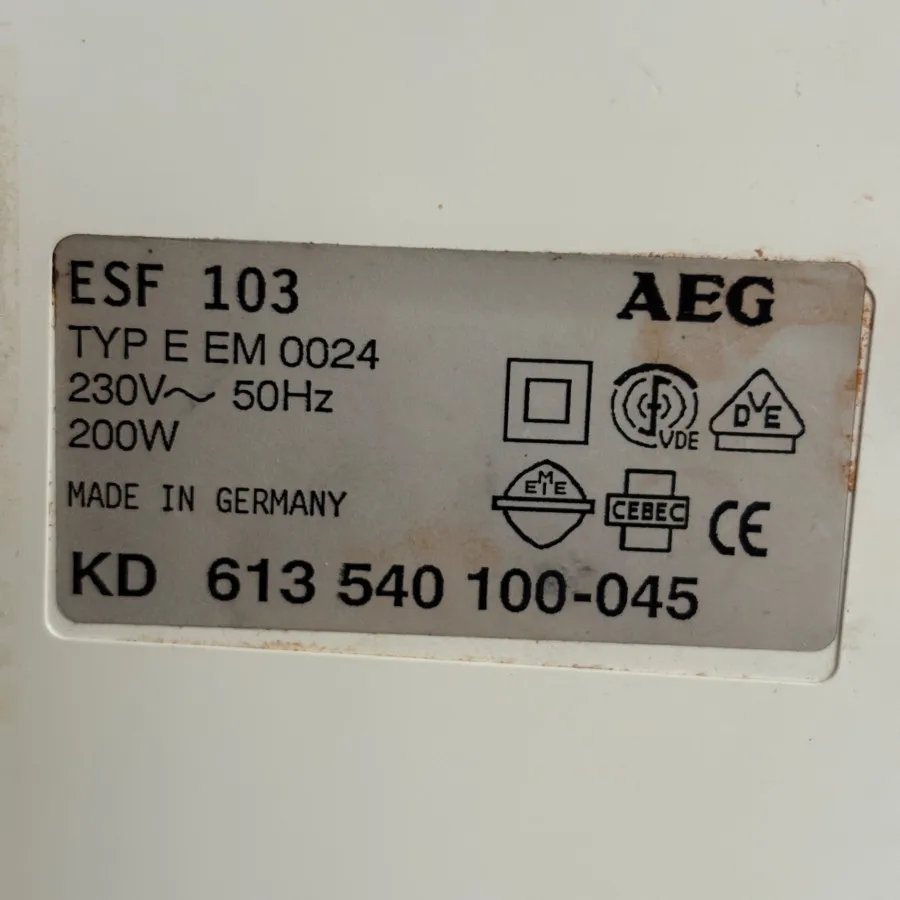 ESF 103
AEG
TYP E EM 0024
230V~ 50Hz
200W
VDE
DVE
MADE IN GERMANY
EMIE
CEBEC
CE
KD 613 540 100-045